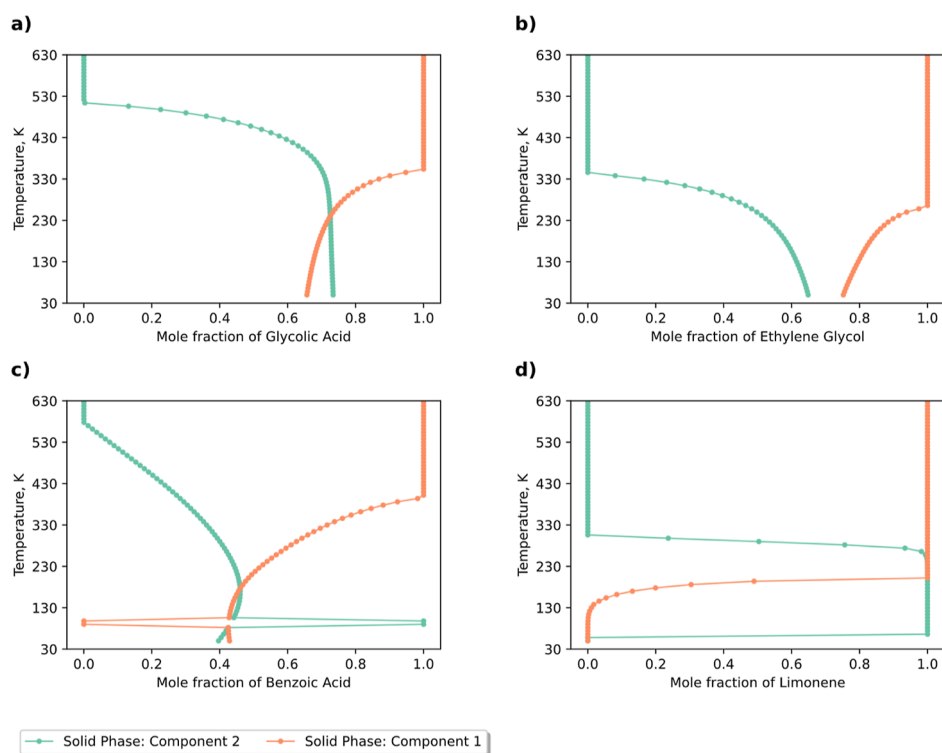 a)
630
530
430
330
230
130
30
Temperature, K
0.0 0.2 0.4 0.6 0.8 1.0
Mole fraction of Glycolic Acid
b)
630
530
430
330
230
130
30
Temperature, K
0.0 0.2 0.4 0.6 0.8 1.0
Mole fraction of Ethylene Glycol
c)
630
530
430
330
230
130
30
Temperature, K
0.0 0.2 0.4 0.6 0.8 1.0
Mole fraction of Benzoic Acid
d)
630
530
430
330
230
130
30
Temperature, K
0.0 0.2 0.4 0.6 0.8 1.0
Mole fraction of Limonene
Solid Phase: Component 2 Solid Phase: Component 1